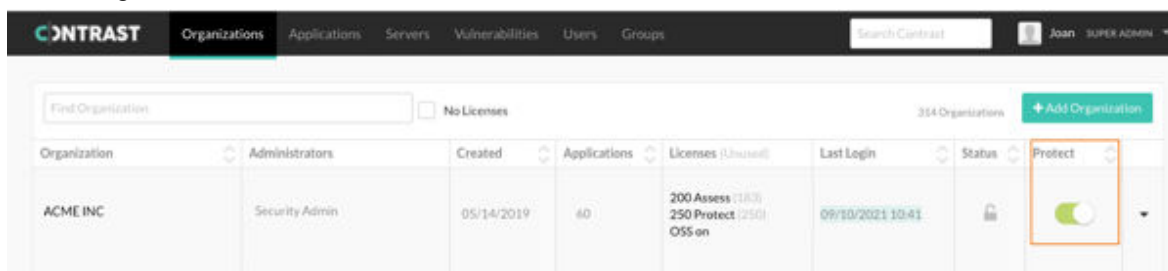 CONTRAST Organizations Applications Servers Vulnerabilities Users Groups Search Contrast Joan SUPER ADMIN
Find Organization No Licenses 314 Organizations +Add Organization
Organization Administrators Created Applications Licenses (Unused) Last Login Status Protect
200 Assess (183)
ACME INC Security Admin 05/14/2019 60 250 Protect (250) 09/10/2021 10:41
OSS on